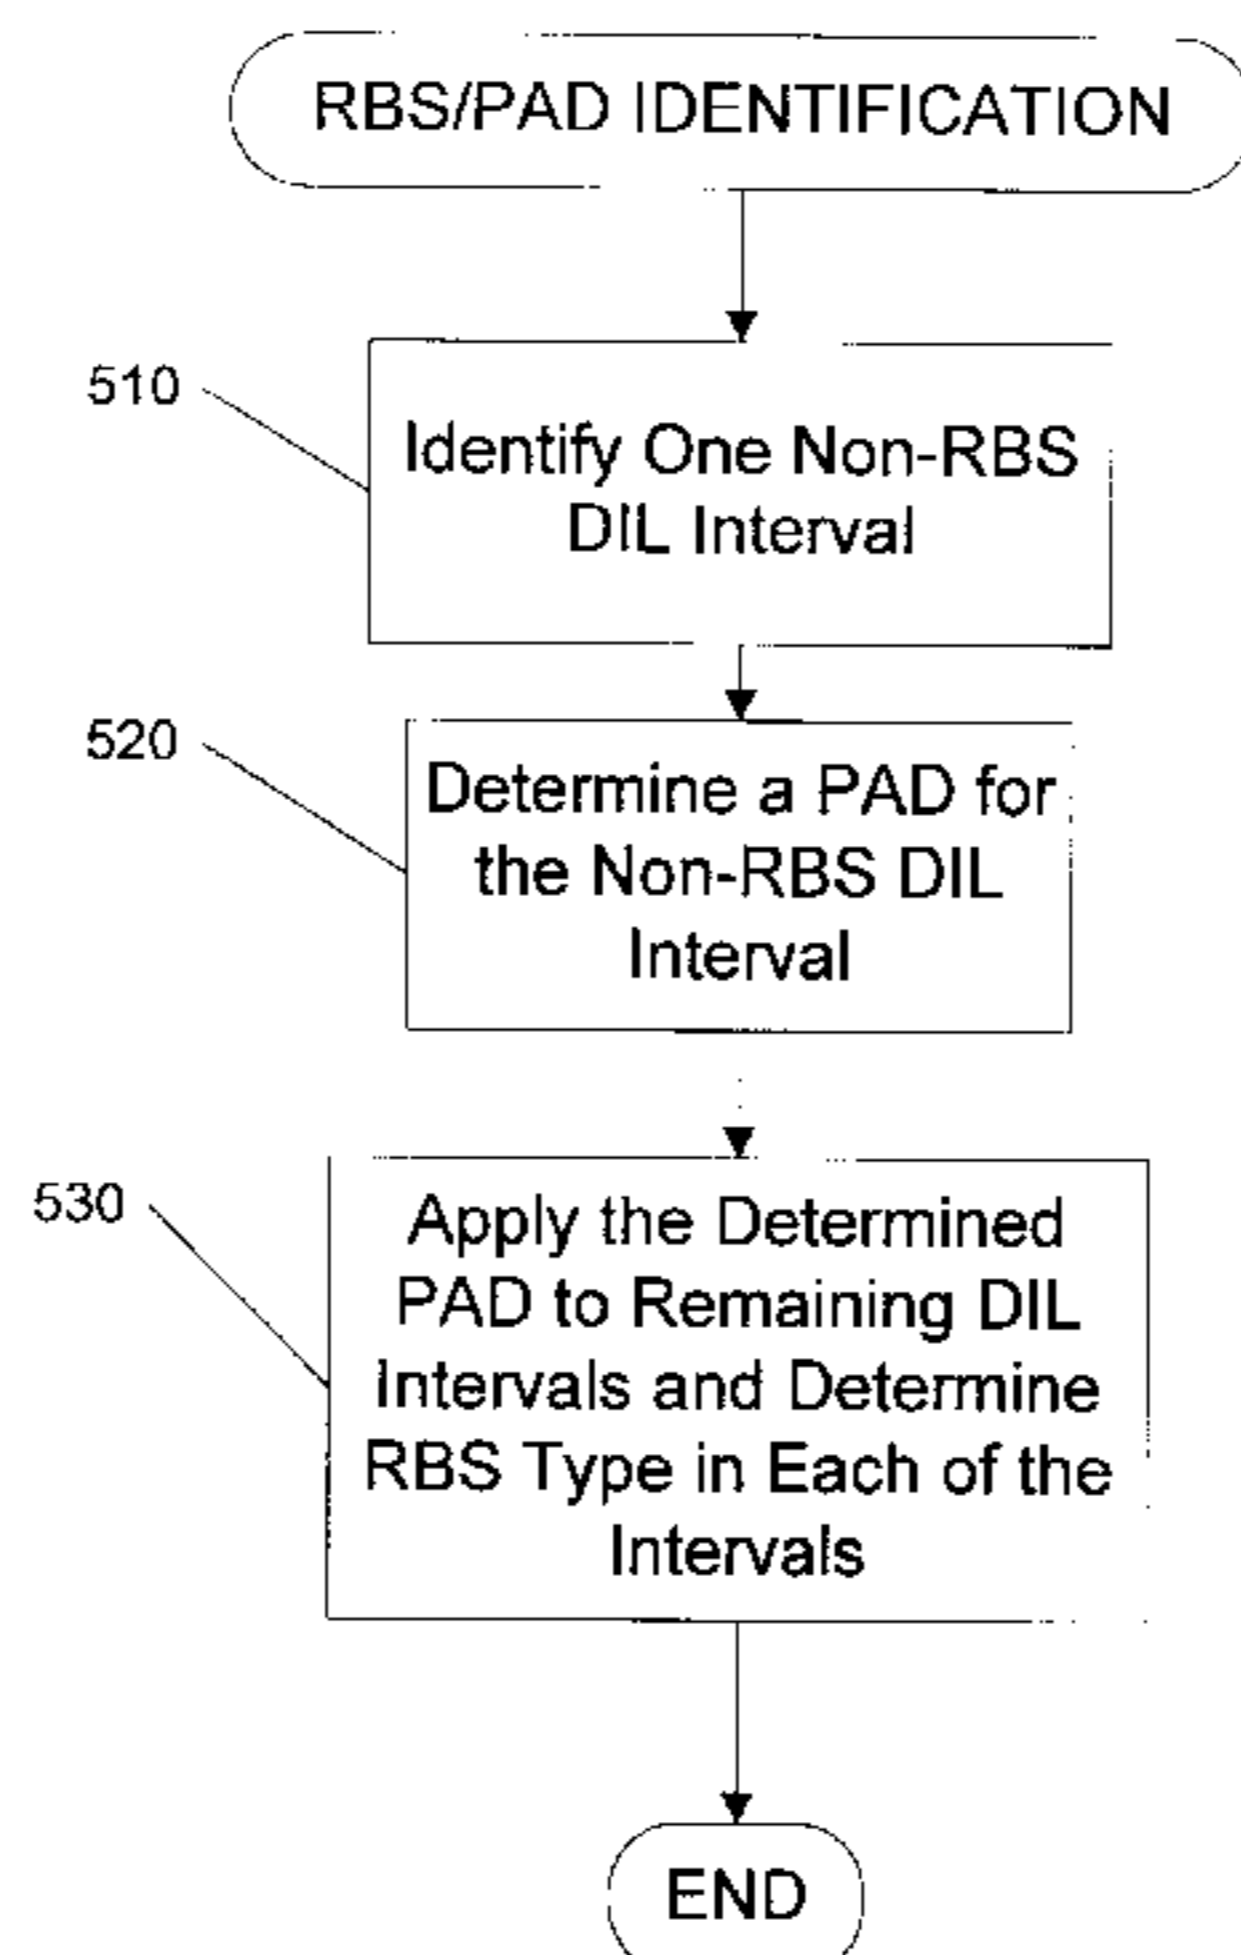 RBS/PAD IDENTIFICATION
510
Identify One Non-RBS
DIL Interval
520
Determine a PAD for
the Non-RBS DIL
Interval
530
Apply the Determined
PAD to Remaining DIL
Intervals and Determine
RBS Type in Each of the
Intervals
END